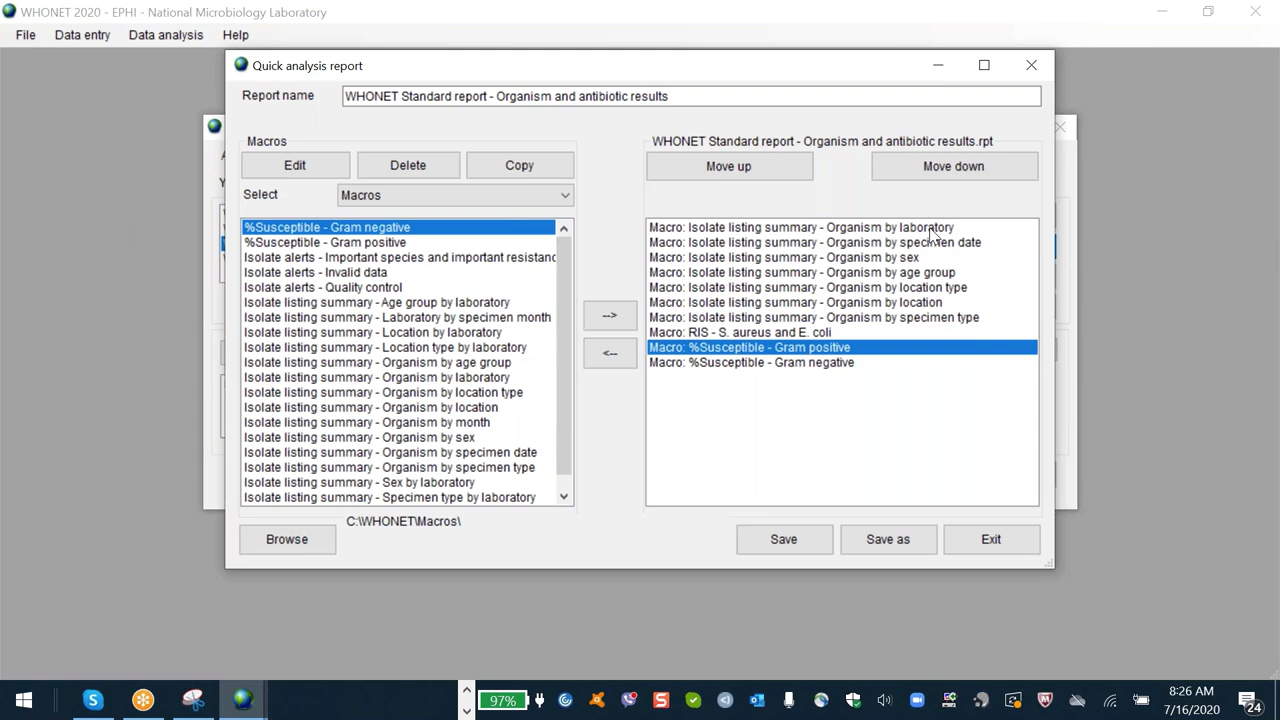 WHONET 2020 - EPHI - National Microbiology Laboratory
File Data entry Data analysis Help
Quick analysis report
Report name WHONET Standard report - Organism and antibiotic results
Macros
Edit Delete Copy
Select Macros
%Susceptible - Gram negative
%Susceptible - Gram positive
Isolate alerts - Important species and important resistanc
Isolate alerts - Invalid data
Isolate alerts - Quality control
Isolate listing summary - Age group by laboratory
Isolate listing summary - Laboratory by specimen month
Isolate listing summary - Location by laboratory
Isolate listing summary - Location type by laboratory
Isolate listing summary - Organism by age group
Isolate listing summary - Organism by laboratory
Isolate listing summary - Organism by location type
Isolate listing summary - Organism by location
Isolate listing summary - Organism by month
Isolate listing summary - Organism by sex
Isolate listing summary - Organism by specimen date
Isolate listing summary - Organism by specimen type
Isolate listing summary - Sex by laboratory
Isolate listing summary - Specimen type by laboratory
-->
<--
WHONET Standard report - Organism and antibiotic results.rpt
Move up Move down
Macro: Isolate listing summary - Organism by laboratory
Macro: Isolate listing summary - Organism by specimen date
Macro: Isolate listing summary - Organism by sex
Macro: Isolate listing summary - Organism by age group
Macro: Isolate listing summary - Organism by location type
Macro: Isolate listing summary - Organism by location
Macro: Isolate listing summary - Organism by specimen type
Macro: RIS - S. aureus and E. coli
Macro: %Susceptible - Gram positive
Macro: %Susceptible - Gram negative
C:\WHONET\Macros\
Browse Save Save as Exit
97%
8:26 AM
7/16/2020
24